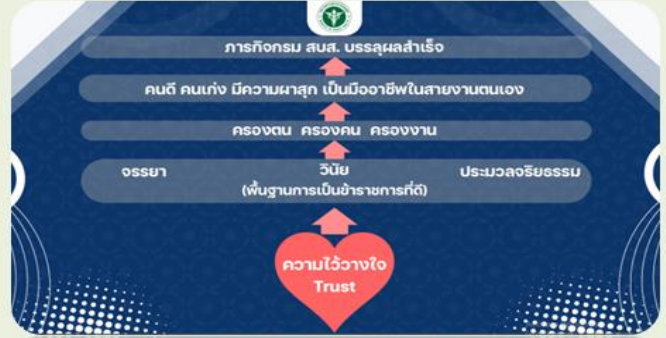 ภารกิจกรม สบส. บรรลุผลสำเร็จ
คนดี คนเก่ง มีความผาสุก เป็นมืออาชีพในสายงานตนเอง
ครองตน ครองคน ครองงาน
จรรยา วินัย ประมวลจริยธรรม
(พื้นฐานการเป็นข้าราชการที่ดี)
ความไว้วางใจ
Trust